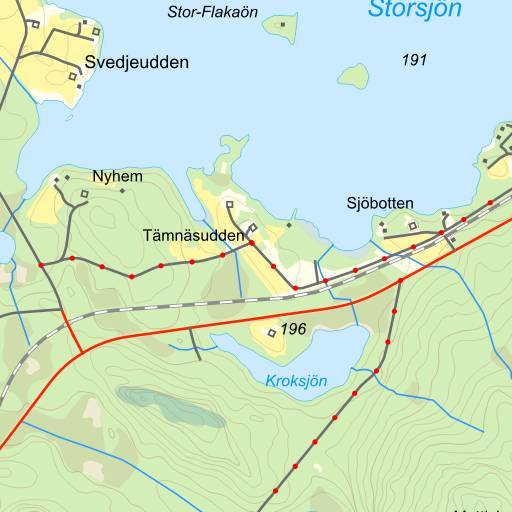 Stor-Flakaön
Storsjön
191
Svedjeudden
Nyhem
Sjöbotten
Tämnäsudden
196
Kroksjön